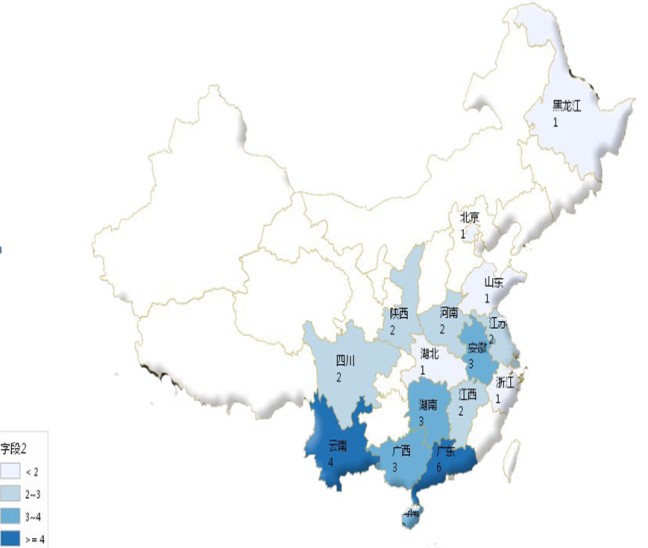 黑龙江
1
北京
1
山东
1
陕西
2
河南
2
江苏
2
安徽
3
四川
2
湖北
1
浙江
1
湖南
3
江西
2
云南
4
广西
3
广东
6
字段2
< 2
2~3
3~4
>= 4